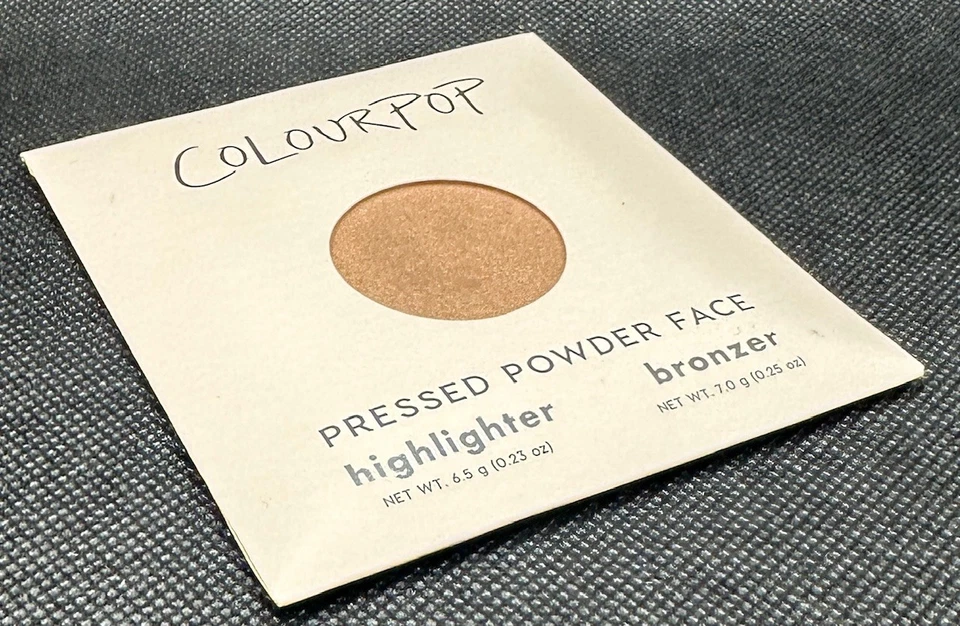 COLOURPOP
PRESSED POWDER FACE
highlighter
NET WT. 6.5 g (0.23 oz)
bronzer
NET WT. 7.0 g (0.25 oz)